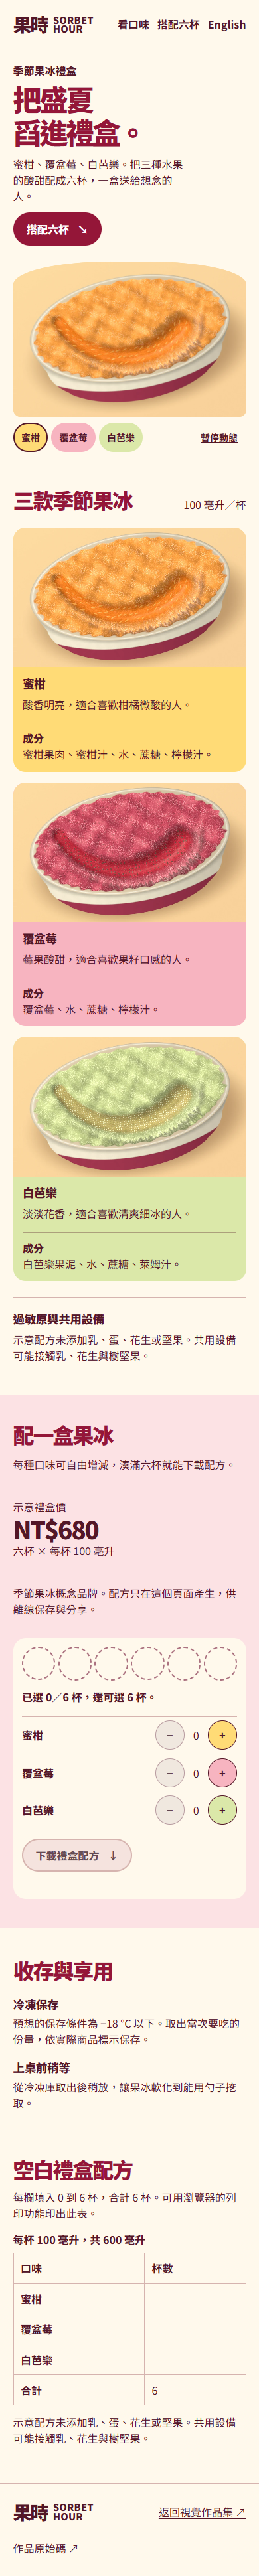 果時 SORBET HOUR 看口味 搭配六杯 English
季節果冰禮盒
把盛夏
舀進禮盒。
蜜柑、覆盆莓、白芭樂。把三種水果
的酸甜配成六杯，一盒送給想念的
人。
搭配六杯 ↘
蜜柑 覆盆莓 白芭樂 暫停動態
三款季節果冰 100 毫升／杯
蜜柑
酸香明亮，適合喜歡柑橘微酸的人。
成分
蜜柑果肉、蜜柑汁、水、蔗糖、檸檬汁。
覆盆莓
莓果酸甜，適合喜歡果籽口感的人。
成分
覆盆莓、水、蔗糖、檸檬汁。
白芭樂
淡淡花香，適合喜歡清爽細冰的人。
成分
白芭樂果泥、水、蔗糖、萊姆汁。
過敏原與共用設備
示意配方未添加乳、蛋、花生或堅果。共用設備
可能接觸乳、花生與樹堅果。
配一盒果冰
每種口味可自由增減，湊滿六杯就能下載配方。
示意禮盒價
NT$680
六杯 × 每杯 100 毫升
季節果冰概念品牌。配方只在這個頁面產生，供
離線保存與分享。
已選 0／6 杯，還可選 6 杯。
蜜柑 − 0 +
覆盆莓 − 0 +
白芭樂 − 0 +
下載禮盒配方 ↓
收存與享用
冷凍保存
預想的保存條件為 −18 °C 以下。取出當次要吃的
份量，依實際商品標示保存。
上桌前稍等
從冷凍庫取出後稍放，讓果冰軟化到能用勺子挖
取。
空白禮盒配方
每欄填入 0 到 6 杯，合計 6 杯。可用瀏覽器的列
印功能印出此表。
每杯 100 毫升，共 600 毫升
口味 杯數
蜜柑
覆盆莓
白芭樂
合計 6
示意配方未添加乳、蛋、花生或堅果。共用設備
可能接觸乳、花生與樹堅果。
果時 SORBET HOUR 返回視覺作品集 ↗
作品原始碼 ↗